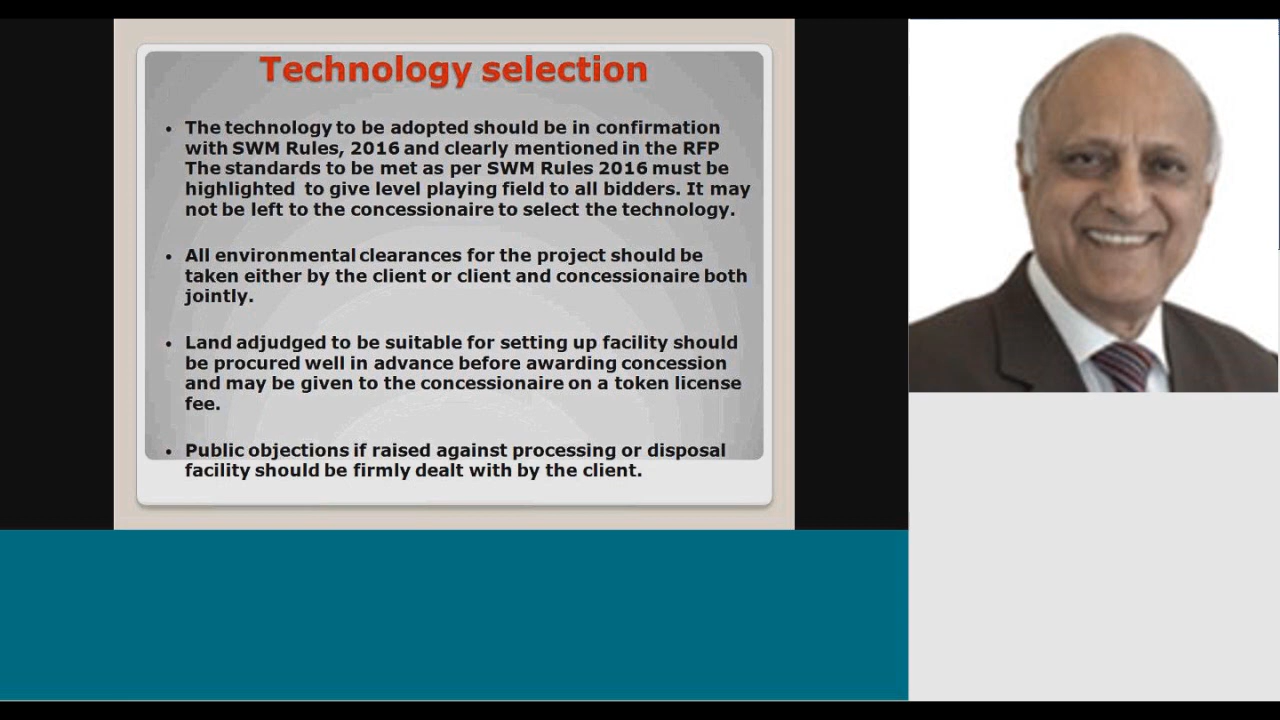 Technology selection
• The technology to be adopted should be in confirmation
with SWM Rules, 2016 and clearly mentioned in the RFP
The standards to be met as per SWM Rules 2016 must be
highlighted to give level playing field to all bidders. It may
not be left to the concessionaire to select the technology.
• All environmental clearances for the project should be
taken either by the client or client and concessionaire both
jointly.
• Land adjudged to be suitable for setting up facility should
be procured well in advance before awarding concession
and may be given to the concessionaire on a token license
fee.
• Public objections if raised against processing or disposal
facility should be firmly dealt with by the client.